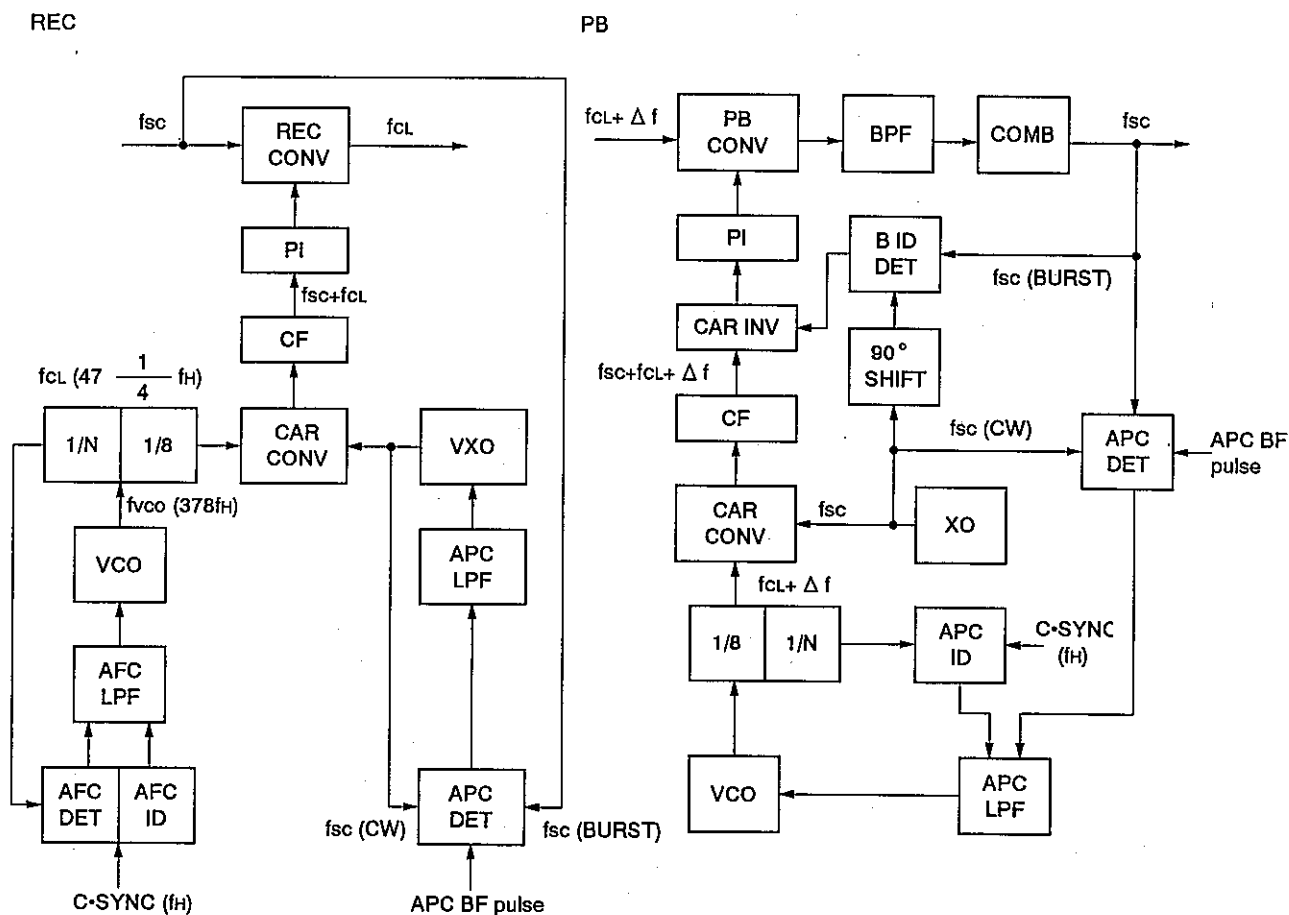 REC
fsc
REC
CONV
fCL
PI
fsc+fCL
CF
fCL (47 1/4 fH)
1/N
1/8
CAR
CONV
VXO
fvco (378fH)
VCO
APC
LPF
AFC
LPF
AFC
DET
AFC
ID
APC
DET
fsc (CW)
fsc (BURST)
C•SYNC (fH)
APC BF pulse
PB
fCL+ Δ f
PB
CONV
BPF
COMB
fsc
PI
B ID
DET
fsc (BURST)
CAR INV
90°
SHIFT
fsc+fCL+ Δ f
CF
fsc (CW)
APC
DET
APC BF
pulse
CAR
CONV
fsc
XO
fCL+ Δ f
1/8
1/N
APC
ID
C•SYNC
(fH)
VCO
APC
LPF